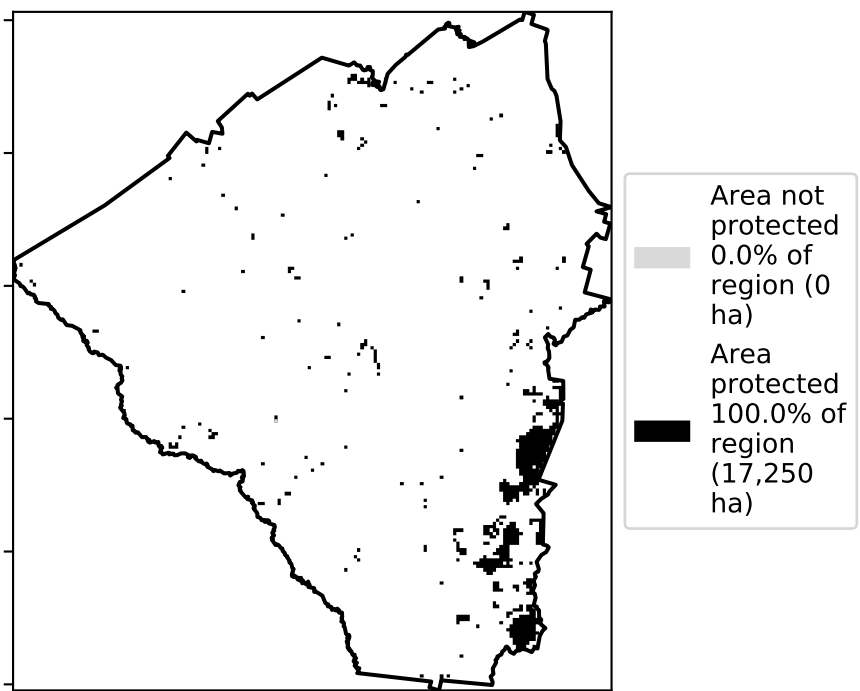 Area not
protected
0.0% of
region (0
ha)
Area
protected
100.0% of
region
(17,250
ha)